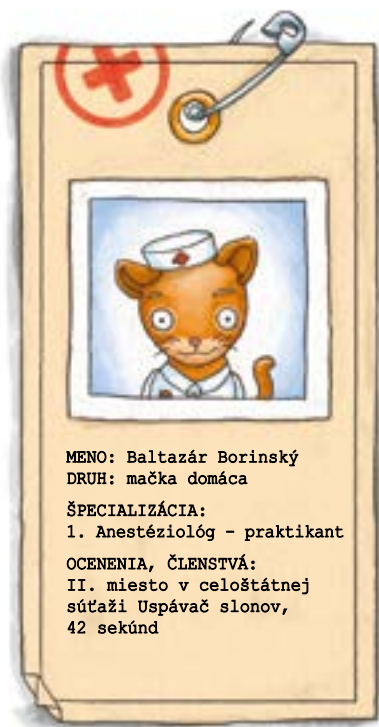 MENO: Baltazár Borinský
DRUH: mačka domáca
ŠPECIALIZÁCIA:
1. Anestéziológ – praktikant
OCENENIA, ČLENSTVÁ:
II. miesto v celoštátnej
súťaži Uspávač slonov,
42 sekúnd